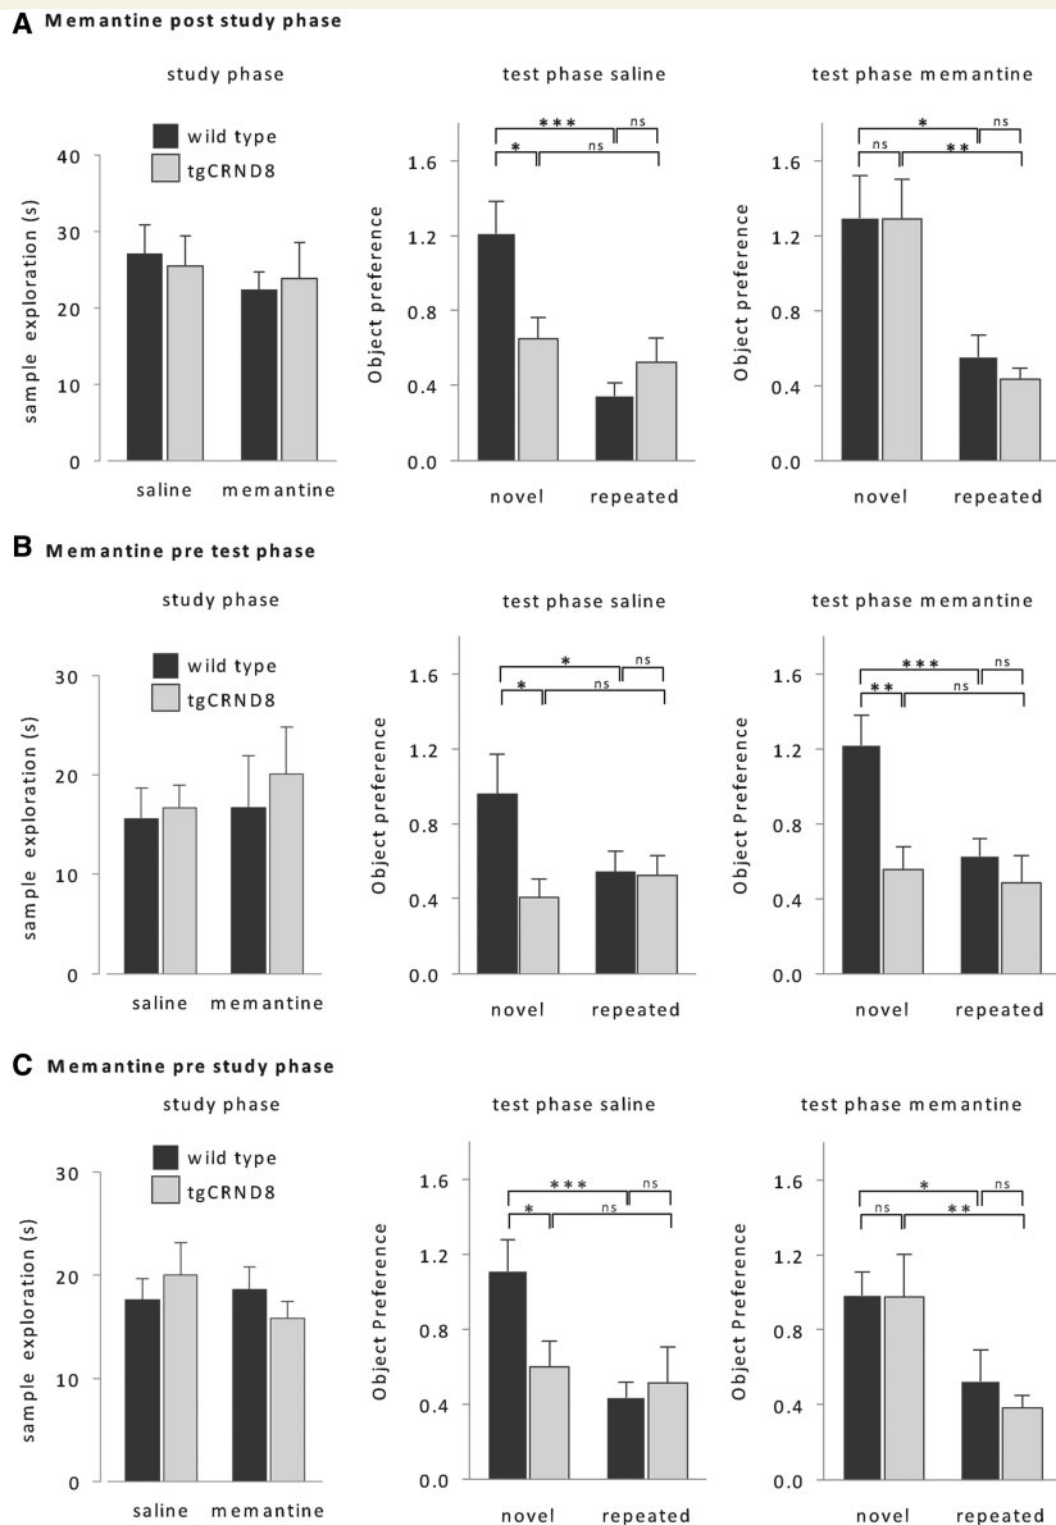 A Memantine post study phase
study phase
test phase saline
test phase memantine
wild type
tgCRND8
sample exploration (s)
40
30
20
10
0
saline memantine
Object preference
1.6
1.2
0.8
0.4
0.0
*** ns
* ns
novel repeated
Object preference
1.6
1.2
0.8
0.4
0.0
* ns
ns **
novel repeated
B Memantine pre test phase
study phase
test phase saline
test phase memantine
wild type
tgCRND8
sample exploration (s)
30
20
10
0
saline memantine
Object preference
1.6
1.2
0.8
0.4
0.0
* ns
* ns
novel repeated
Object Preference
1.6
1.2
0.8
0.4
0.0
*** ns
** ns
novel repeated
C Memantine pre study phase
study phase
test phase saline
test phase memantine
wild type
tgCRND8
sample exploration (s)
30
20
10
0
saline memantine
Object Preference
1.6
1.2
0.8
0.4
0.0
*** ns
* ns
novel repeated
Object Preference
1.6
1.2
0.8
0.4
0.0
* ns
ns **
novel repeated